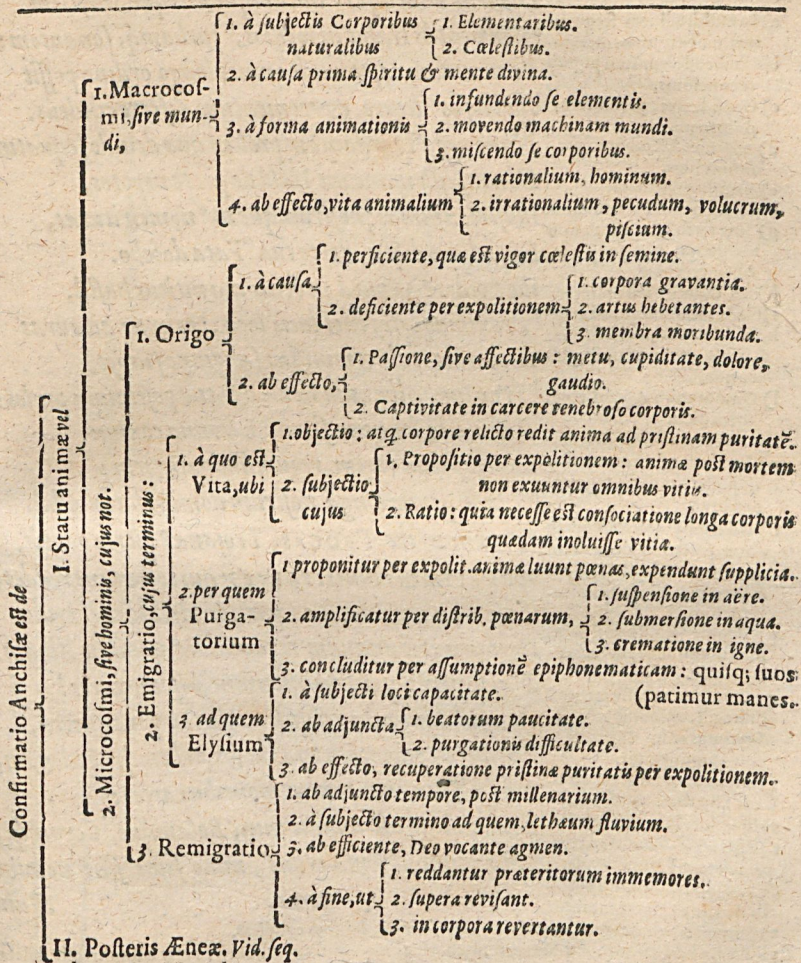 1. à ſubjectis Corporibus naturalibus
1. Elementaribus.
2. Cœleſtibus.
2. à cauſa prima ſpiritu & mente divina.
1. Macrocoſ-
mi, ſive mun-
di,
3. à forma animationis
1. infundendo ſe elementis.
2. movendo machinam mundi.
3. miſcendo ſe corporibus.
4. ab effecto, vita animalium
1. rationalium, hominum.
2. irrationalium, pecudum, volucrum,
piſcium.
1. Origo
1. à cauſa
1. perficiente, quæ eſt vigor cœleſtis in ſemine.
2. deficiente per expolitionem
1. corpora gravantia.
2. artus hebetantes.
3. membra moribunda.
2. ab effecto,
1. Paſſione, ſive affectibus : metu, cupiditate, dolore,
gaudio.
2. Captivitate in carcere tenebroſo corporis.
Confirmatio Anchiſæ eſt de
I. Statu animæ vel
2. Microcoſmi, ſive hominis, cujus not.
2. Emigratio, cujus terminus :
1. à quo eſt
Vita, ubi
1. objectio ; atq; corpore relicto redit anima ad priſtinam puritatē.
2. ſubjectio
cujus
1. Propoſitio per expolitionem : animæ poſt mortem
non exuuntur omnibus vitiis.
2. Ratio : quia neceſſe eſt conſociatione longa corporis
quædam inoluiſſe vitia.
2. per quem
Purga-
torium
1 proponitur per expolit. animæ luunt pœnas, expendunt ſupplicia.
2. amplificatur per diſtrib. pœnarum,
1. ſuſpenſione in aëre.
2. ſubmerſione in aqua.
3. crematione in igne.
3. concluditur per aſſumptionē epiphonematicam : quiſq; ſuos
(patimur manes.
3 ad quem
Elyſium
1. à ſubjecti loci capacitate.
2. ab adjuncta
1. beatorum paucitate.
2. purgationis difficultate.
3. ab effecto, recuperatione priſtinæ puritatis per expolitionem.
3. Remigratio
1. ab adjuncto tempore, poſt millenarium.
2. à ſubjecto termino ad quem, lethæum fluvium.
3. ab efficiente, Deo vocante agmen.
4. à fine, ut
1. reddantur præteritorum immemores.
2. ſupera reviſant.
3. in corpora revertantur.
II. Poſteris Æneæ. Vid. ſeq.